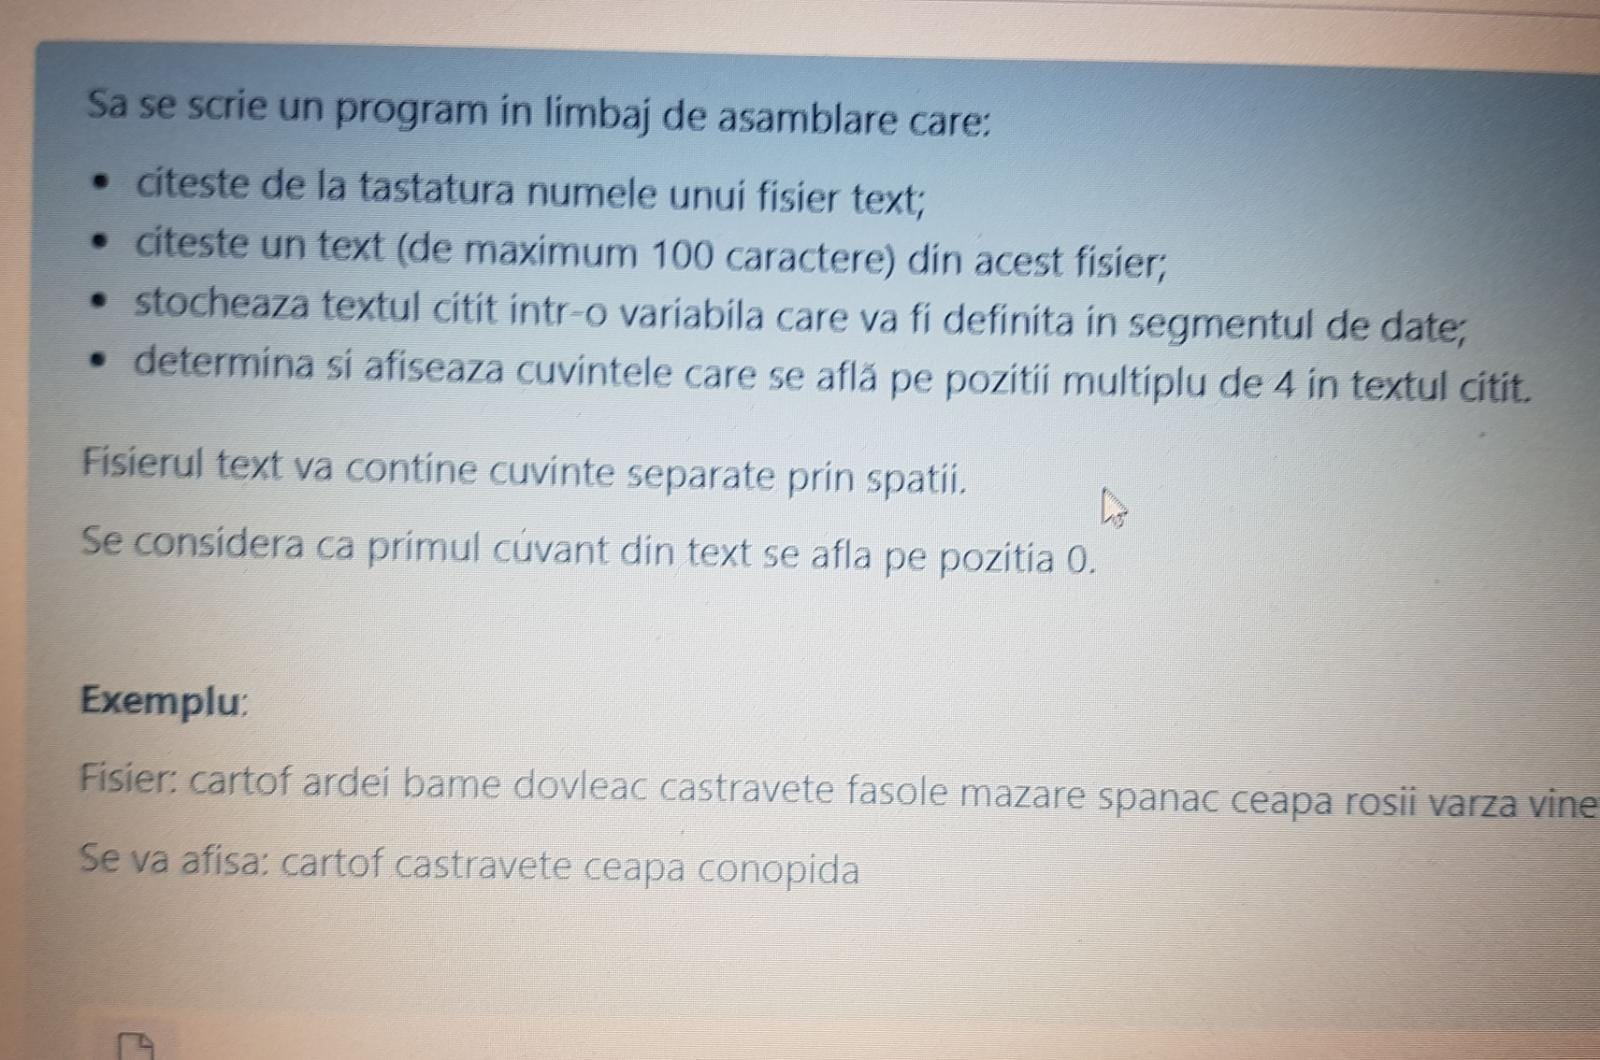 Sa se scrie un program in limbaj de asamblare care:
• citeste de la tastatura numele unui fisier text;
• citeste un text (de maximum 100 caractere) din acest fisier;
• stocheaza textul citit intr-o variabila care va fi definita in segmentul de date;
• determina si afiseaza cuvintele care se află pe pozitii multiplu de 4 in textul citit.
Fisierul text va contine cuvinte separate prin spatii.
Se considera ca primul cuvant din text se afla pe pozitia 0.
Exemplu:
Fisier: cartof ardei bame dovleac castravete fasole mazare spanac ceapa rosii varza vine
Se va afisa: cartof castravete ceapa conopida